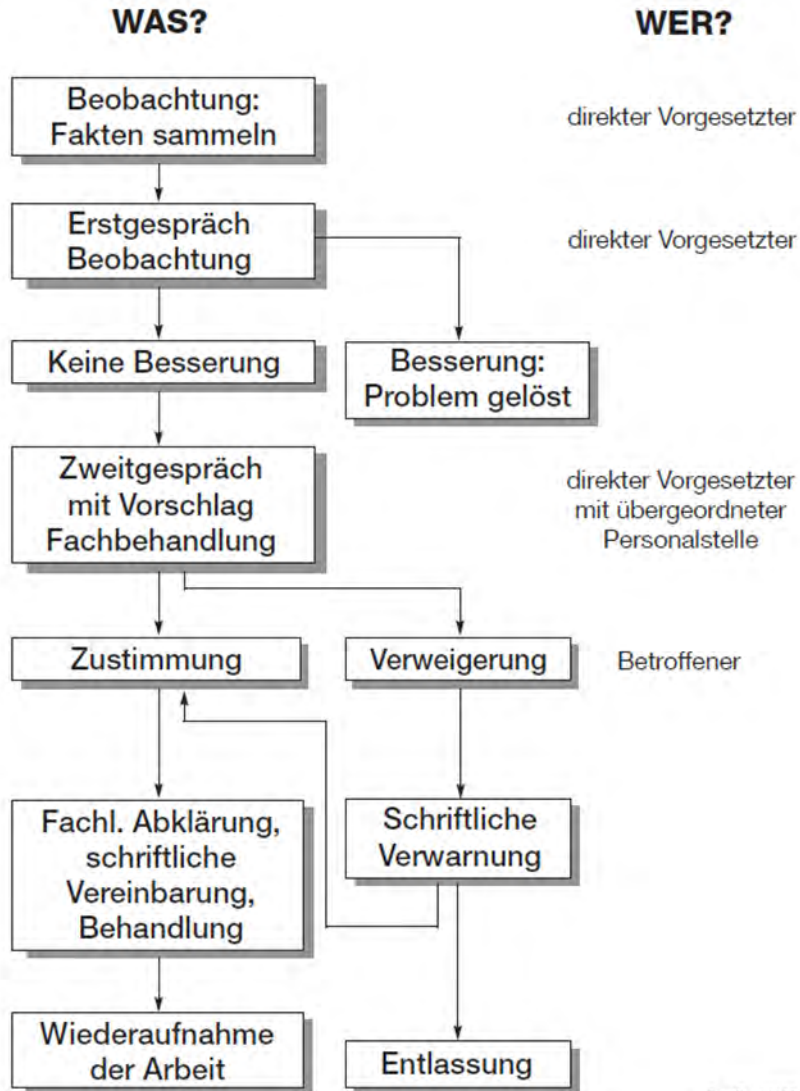 WAS?
WER?
Beobachtung:
Fakten sammeln
direkter Vorgesetzter
Erstgespräch
Beobachtung
direkter Vorgesetzter
Keine Besserung
Besserung:
Problem gelöst
Zweitgespräch
mit Vorschlag
Fachbehandlung
direkter Vorgesetzter
mit übergeordneter
Personalstelle
Zustimmung
Verweigerung
Betroffener
Fachl. Abklärung,
schriftliche
Vereinbarung,
Behandlung
Schriftliche
Verwarnung
Wiederaufnahme
der Arbeit
Entlassung